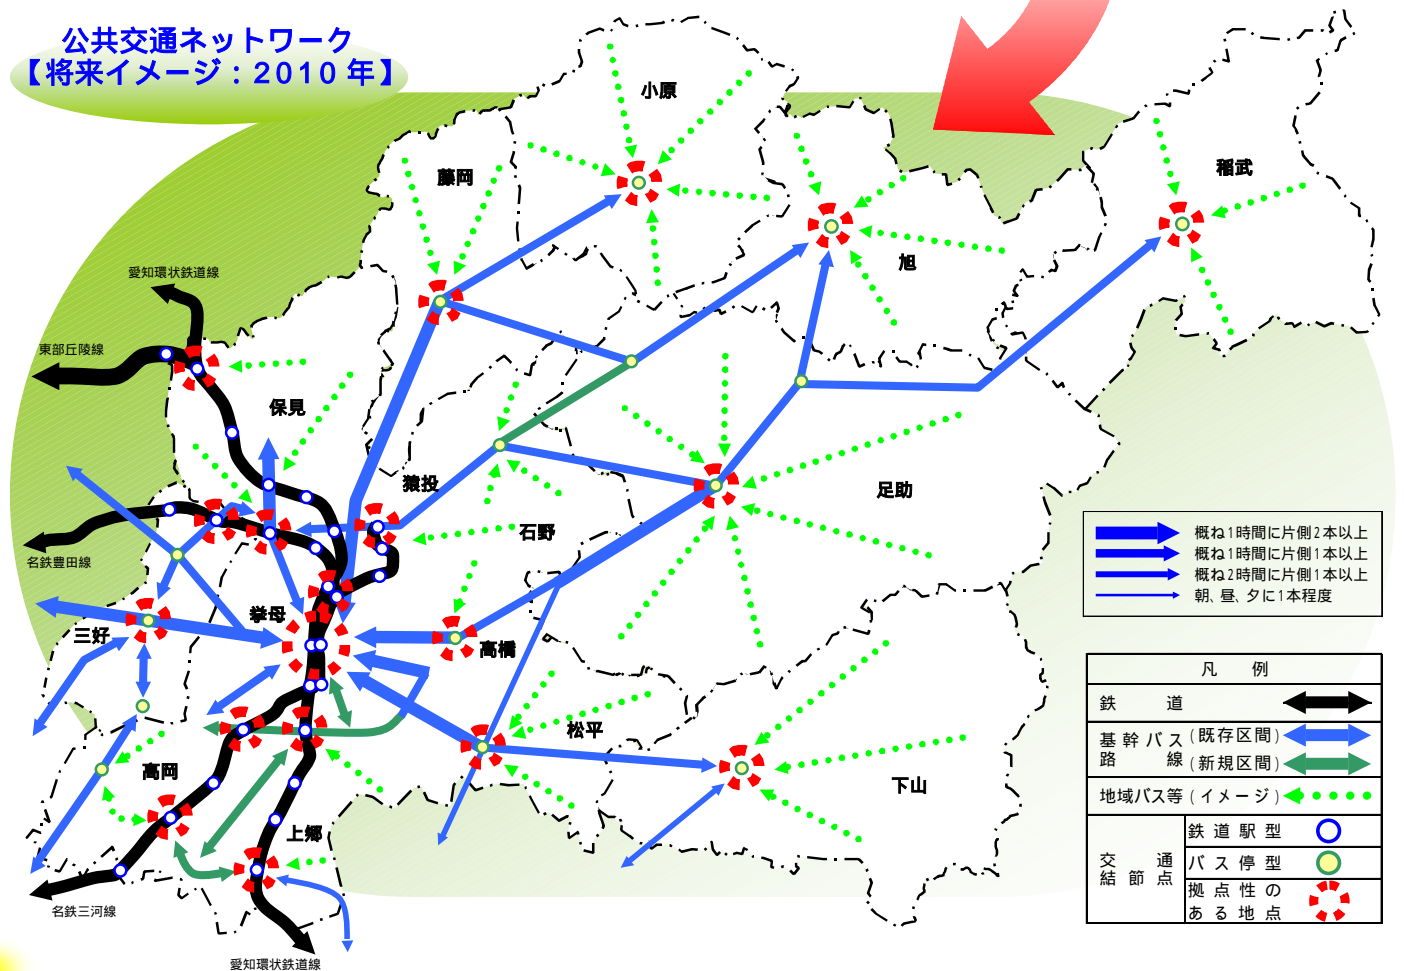 公共交通ネットワーク
【将来イメージ：2010年】
小原
藤岡
稲武
旭
愛知環状鉄道線
東部丘陵線
保見
猿投
足助
石野
名鉄豊田線
挙母
三好
高橋
松平
高岡
下山
上郷
名鉄三河線
愛知環状鉄道線
概ね1時間に片側2本以上
概ね1時間に片側1本以上
概ね2時間に片側1本以上
朝、昼、夕に1本程度
凡 例
鉄 道
基幹バス路線
(既存区間)
(新規区間)
地域バス等(イメージ)
交通結節点
鉄道駅型
バス停型
拠点性の
ある地点